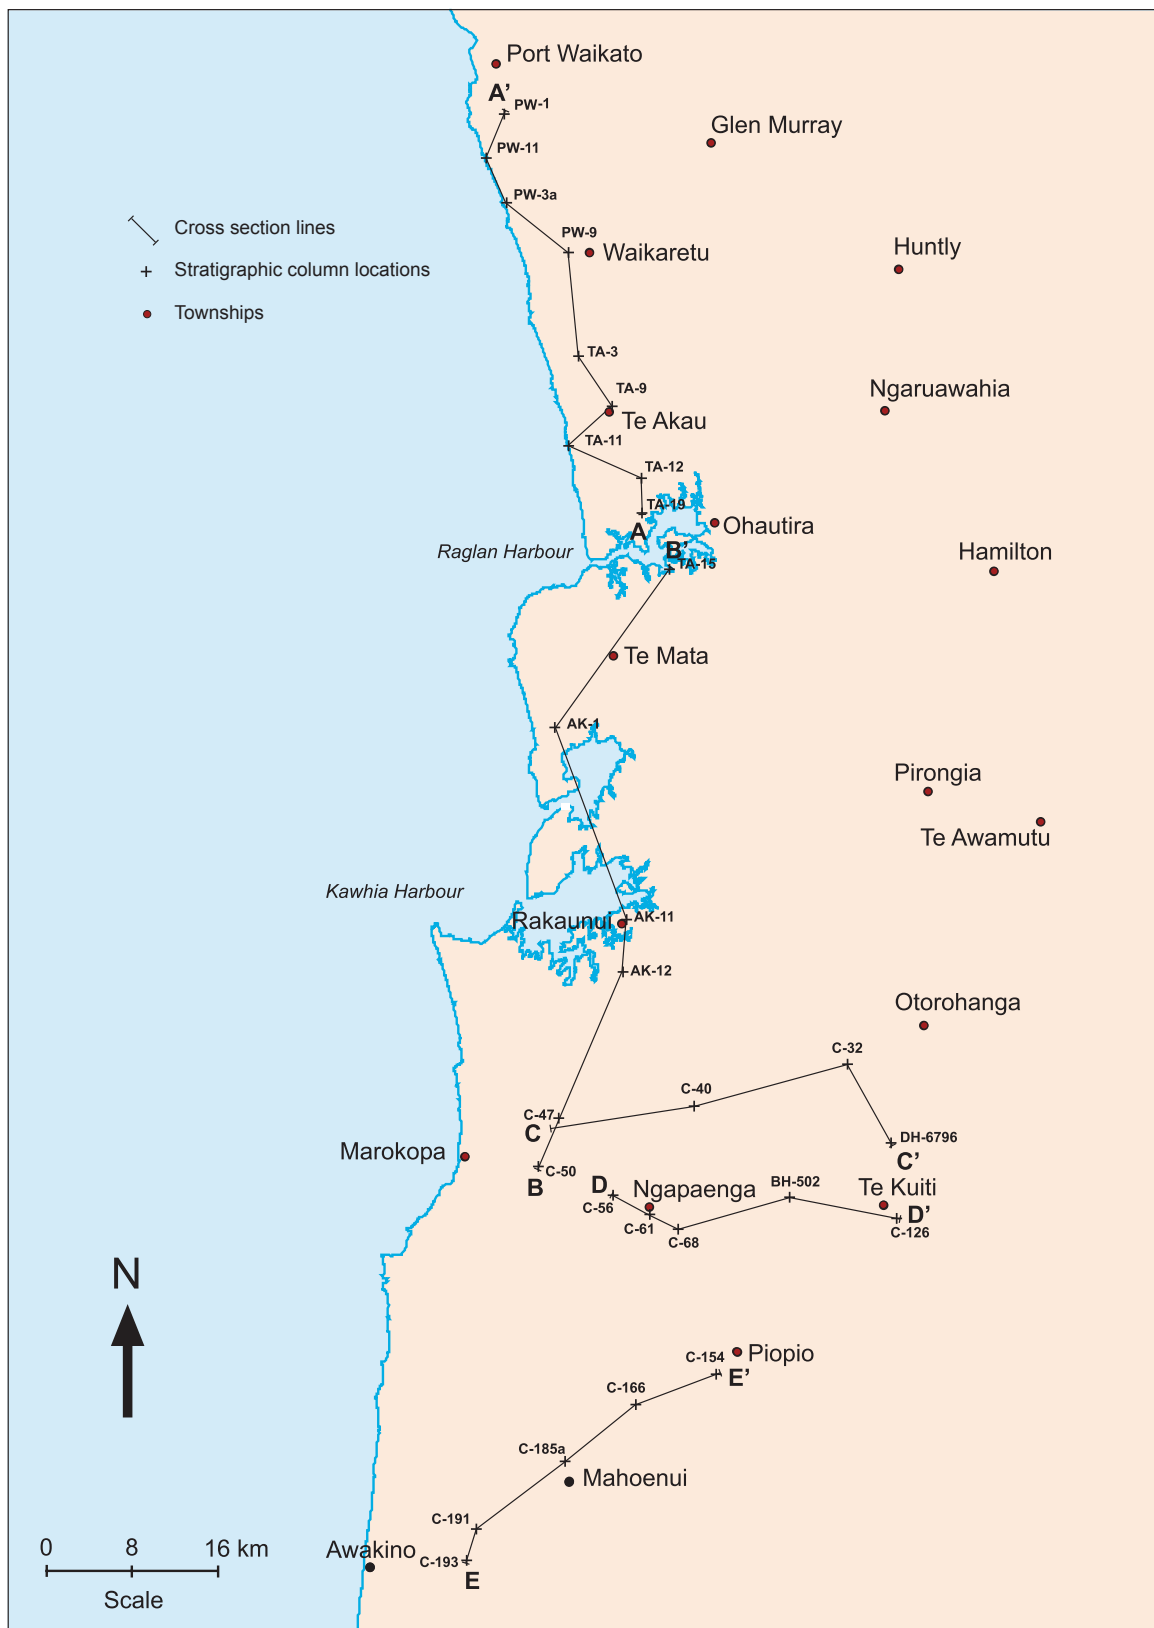 Port Waikato
A’
PW-1
Glen Murray
PW-11
PW-3a
Cross section lines
PW-9
Waikaretu
Huntly
Stratigraphic column locations
Townships
TA-3
TA-9
Ngaruawahia
Te Akau
TA-11
TA-12
TA-19
A
Ohautira
Raglan Harbour
B’
TA-15
Hamilton
Te Mata
AK-1
Pirongia
Te Awamutu
Kawhia Harbour
Rakaunui
AK-11
AK-12
Otorohanga
C-32
C-40
C-47
C
DH-6796
Marokopa
C’
C-50
B
D
Ngapaenga
BH-502
Te Kuiti
C-56
C-61
C-68
D’
C-126
N
C-154
Piopio
E’
C-166
C-185a
Mahoenui
C-191
0 8 16 km
Awakino
C-193
E
Scale